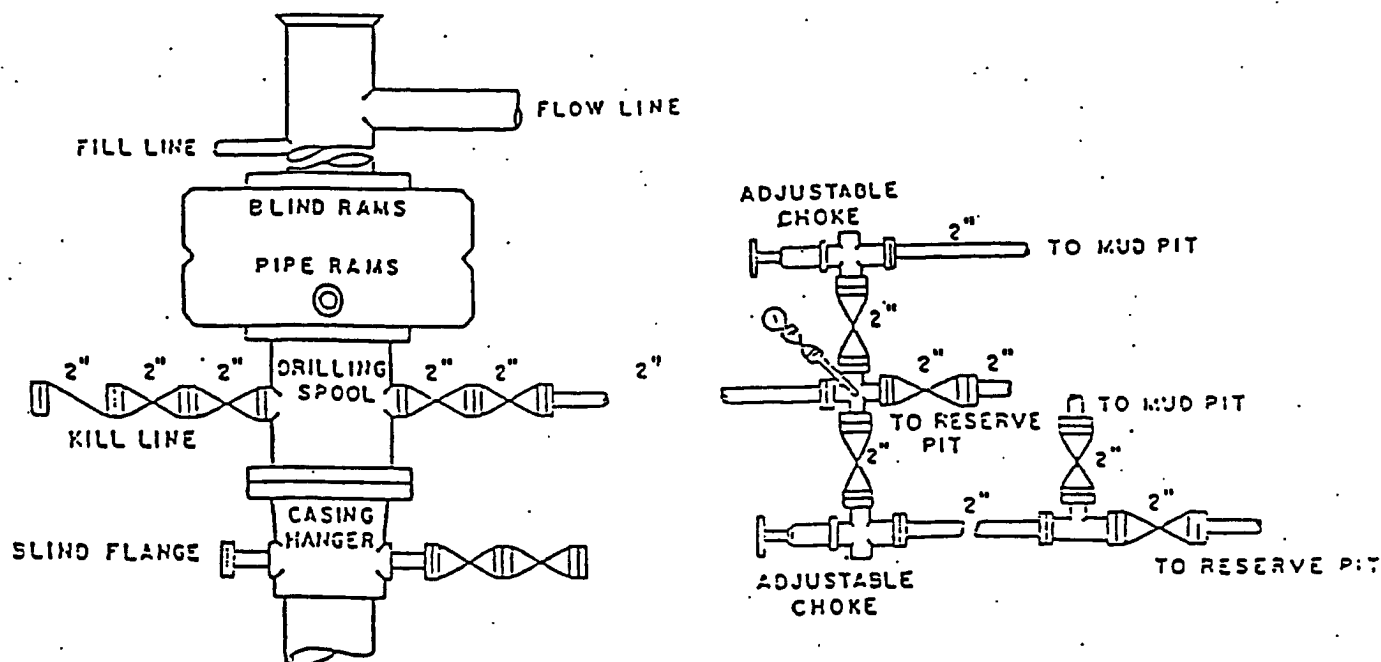 FLOW LINE
FILL LINE
BLIND RAMS
PIPE RAMS
2" 2" 2" DRILLING SPOOL 2" 2" 2"
KILL LINE
CASING
HANGER
BLIND FLANGE
ADJUSTABLE
CHOKE
2"
TO MUD PIT
2"
2" 2"
TO RESERVE
PIT
TO MUD PIT
2"
2"
2"
2"
TO RESERVE PIT
ADJUSTABLE
CHOKE